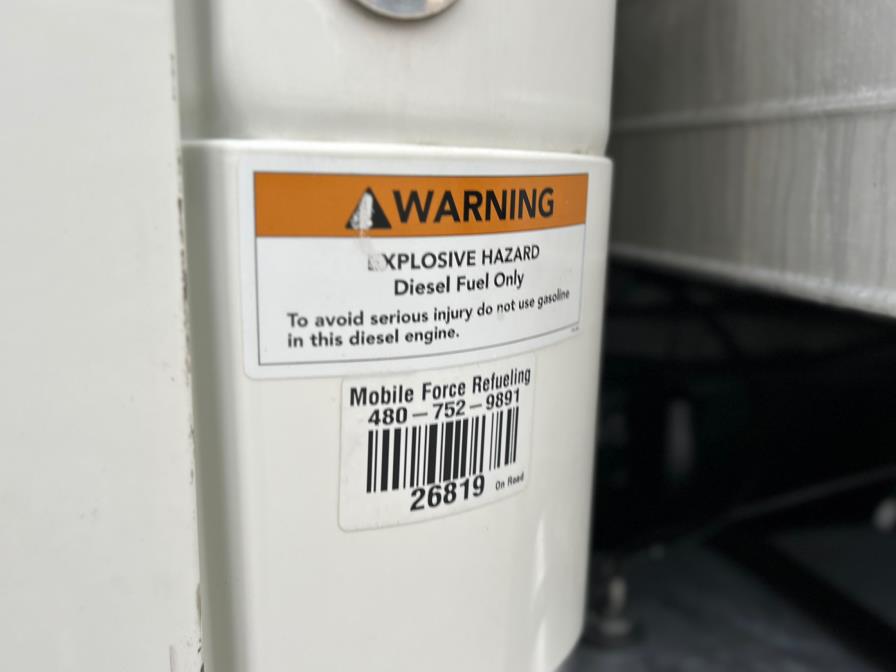 WARNING
EXPLOSIVE HAZARD
Diesel Fuel Only
To avoid serious injury do not use gasoline
in this diesel engine.
Mobile Force Refueling
480-752-9891
26819 On Road